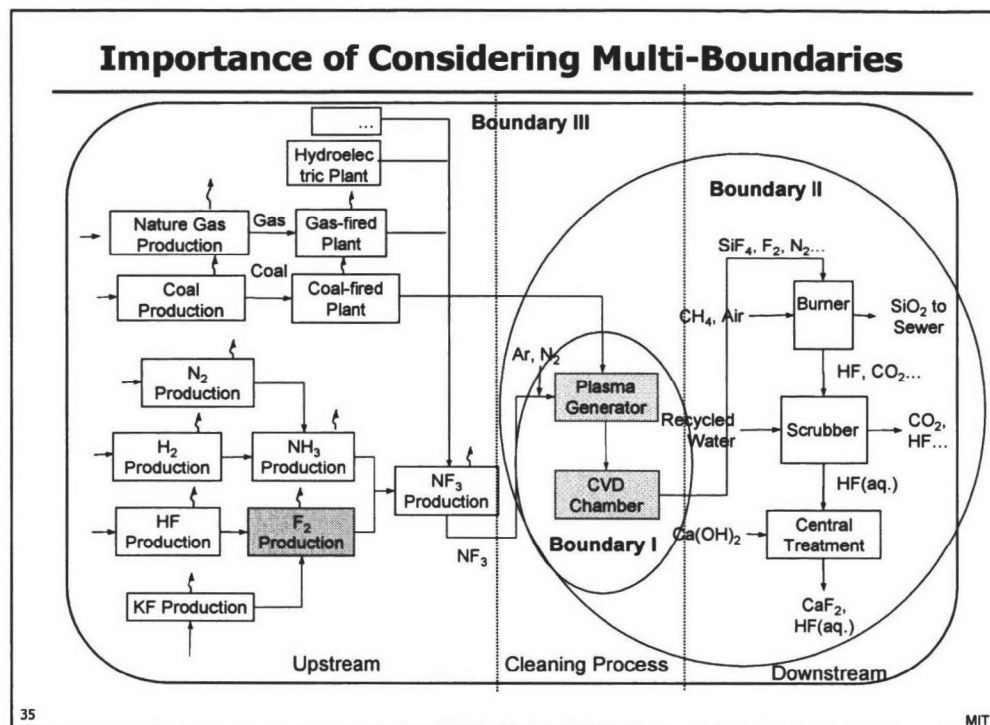 Importance of Considering Multi-Boundaries
Boundary III
...
Hydroelec
tric Plant
Boundary II
Nature Gas
Production
Gas
Gas-fired
Plant
Coal
Production
Coal
Coal-fired
Plant
SiF₄, F₂, N₂...
CH₄, Air
Burner
SiO₂ to
Sewer
HF, CO₂...
Ar, N₂
Plasma
Generator
Recycled
Water
Scrubber
CO₂,
HF...
HF(aq.)
N₂
Production
H₂
Production
NH₃
Production
NF₃
Production
CVD
Chamber
Boundary I
HF
Production
F₂
Production
NF₃
Ca(OH)₂
Central
Treatment
CaF₂,
HF(aq.)
KF Production
Upstream
Cleaning Process
Downstream
35
MIT